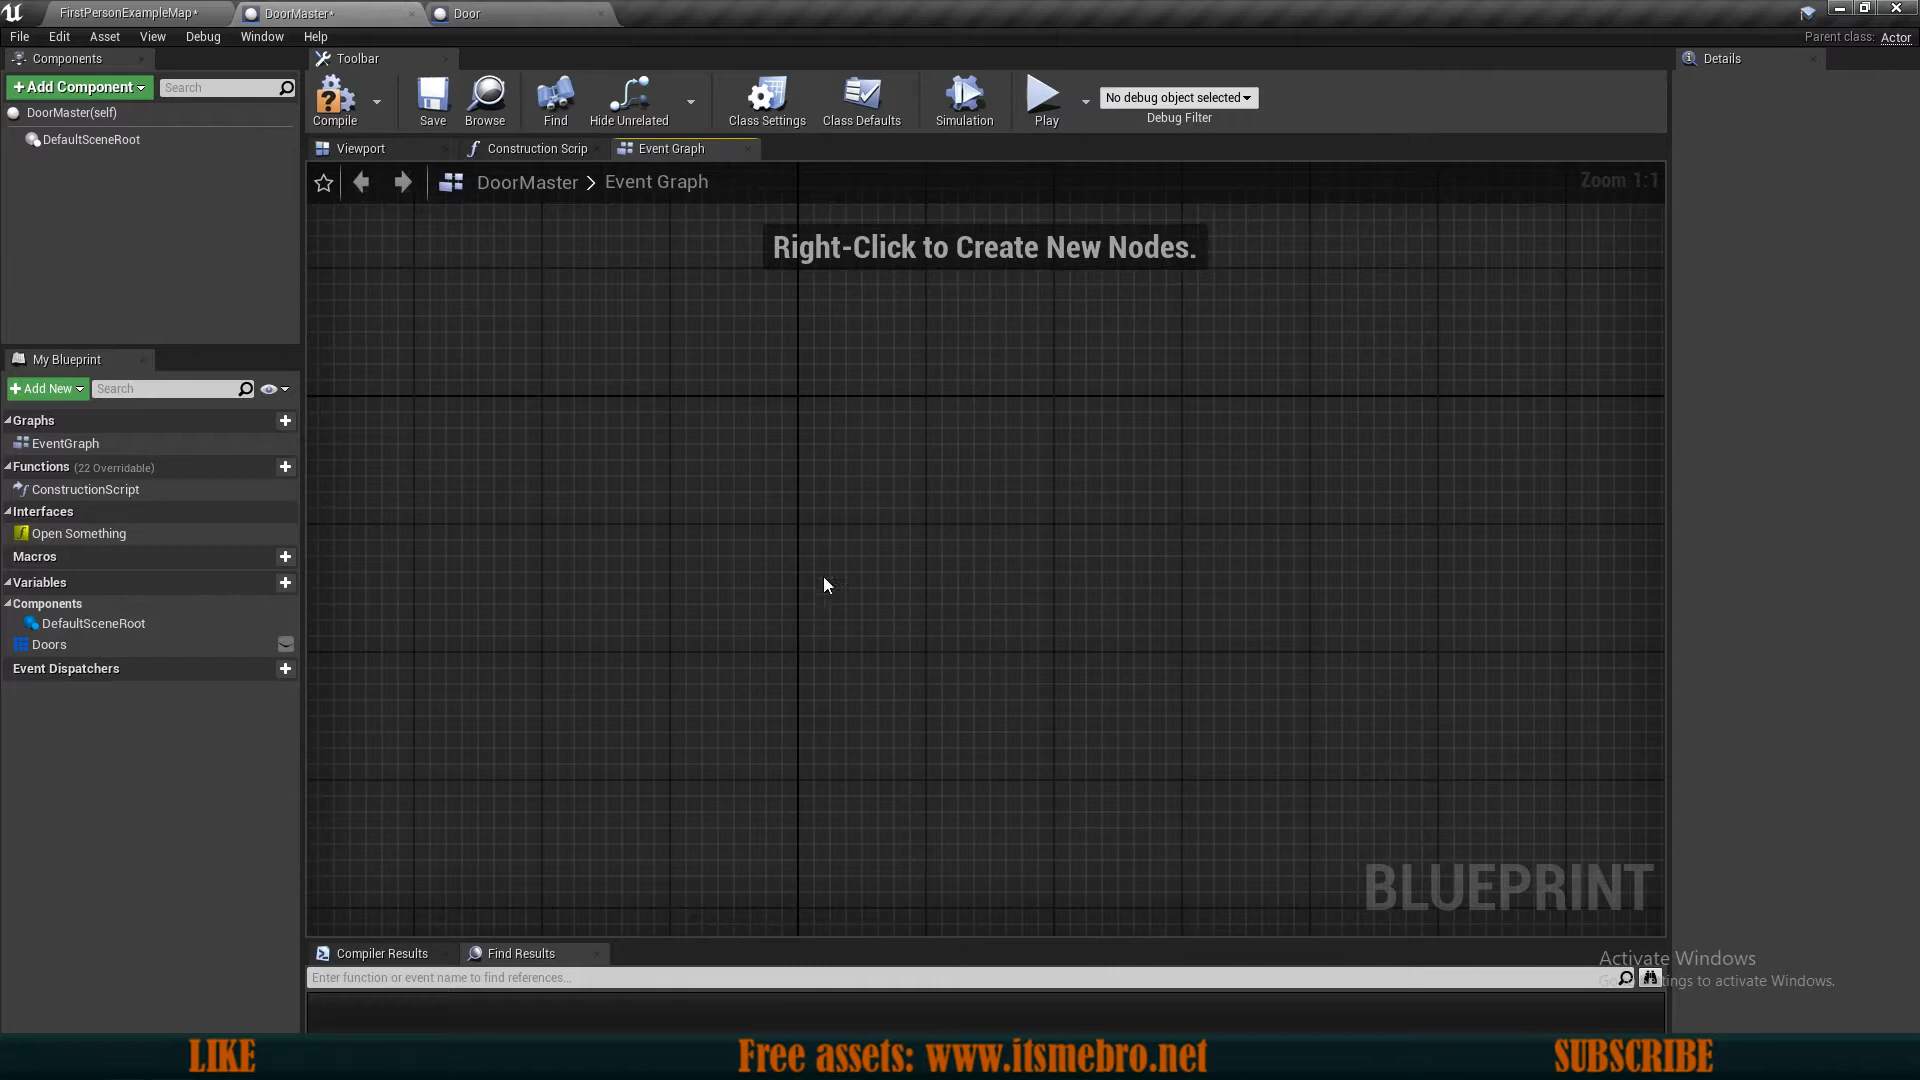 FirstPersonExampleMap*
DoorMaster*
Door
File Edit Asset View Debug Window Help
Parent class: Actor
Components
Toolbar
Details
+Add Component
Search
DoorMaster(self)
DefaultSceneRoot
Compile
Save
Browse
Find
Hide Unrelated
Class Settings
Class Defaults
Simulation
Play
No debug object selected
Debug Filter
Viewport
Construction Scrip
Event Graph
DoorMaster > Event Graph
Zoom 1:1
Right-Click to Create New Nodes.
My Blueprint
+Add New
Search
Graphs
EventGraph
Functions (22 Overridable)
ConstructionScript
Interfaces
Open Something
Macros
Variables
Components
DefaultSceneRoot
Doors
Event Dispatchers
BLUEPRINT
Compiler Results
Find Results
Enter function or event name to find references...
Activate Windows
tings to activate Windows.
LIKE
Free assets: www.itsmebro.net
SUBSCRIBE